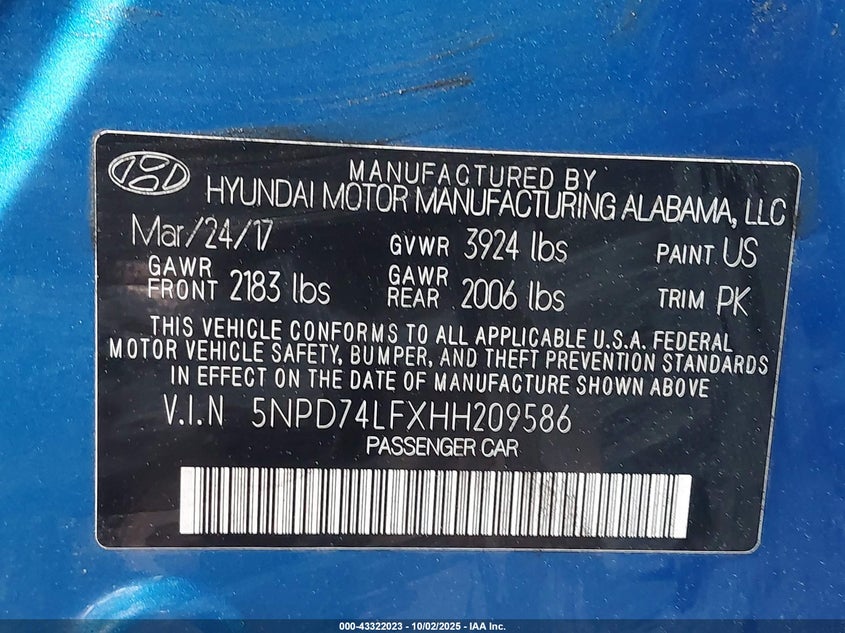 MANUFACTURED BY
HYUNDAI MOTOR MANUFACTURING ALABAMA, LLC
Mar/24/17 GVWR 3924 lbs PAINT US
GAWR FRONT 2183 lbs GAWR REAR 2006 lbs TRIM PK
THIS VEHICLE CONFORMS TO ALL APPLICABLE U.S.A. FEDERAL
MOTOR VEHICLE SAFETY, BUMPER, AND THEFT PREVENTION STANDARDS
IN EFFECT ON THE DATE OF MANUFACTURE SHOWN ABOVE
V.I.N 5NPD74LFXHH209586
PASSENGER CAR
000-43322023 - 10/02/2025 - IAA Inc.